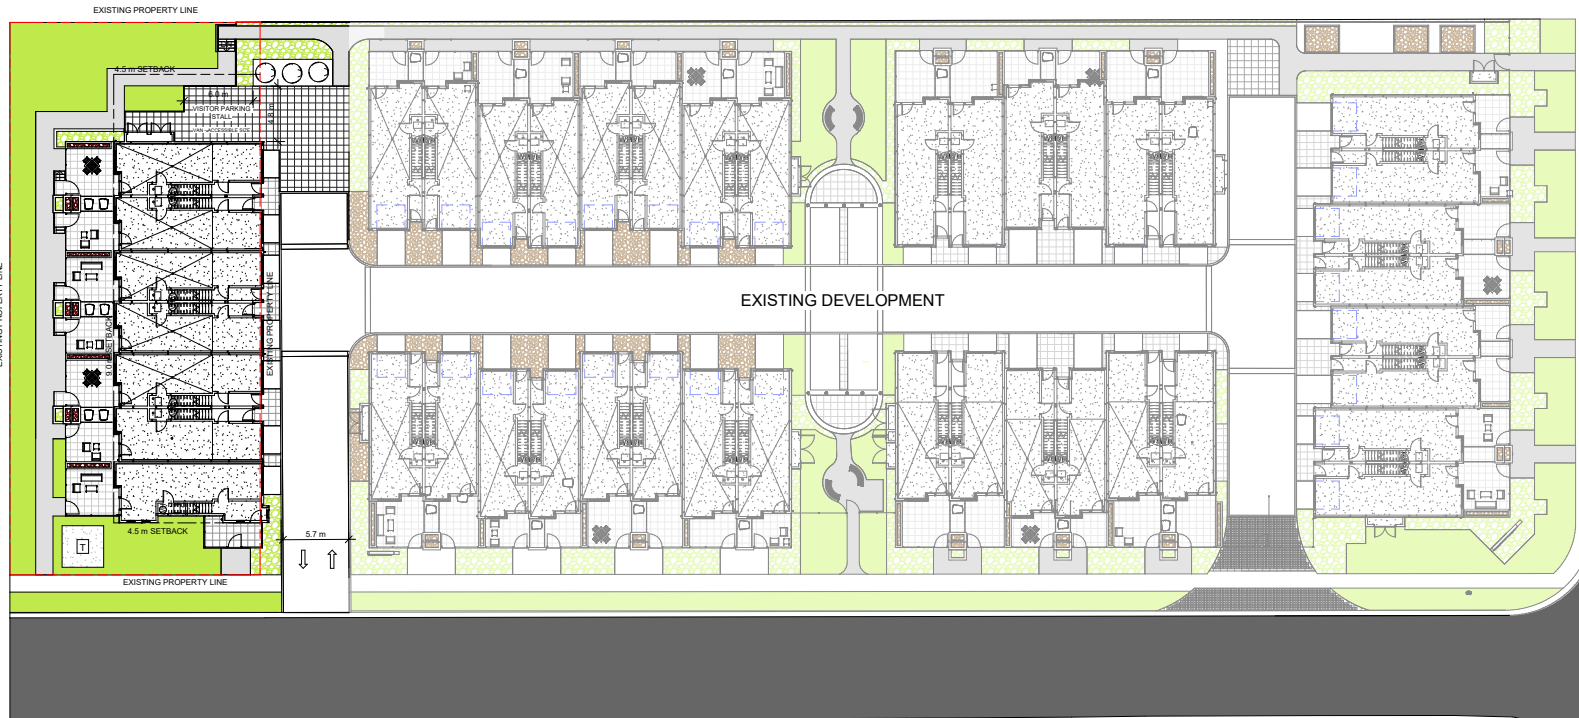 EXISTING PROPERTY LINE
4.5 m SETBACK
6.0 m
VISITOR PARKING
STALL
VAN - ACCESSIBLE SIZE
4.8 m
EXISTING PROPERTY LINE
9.0 m SETBACK
EXISTING PROPERTY LINE
EXISTING DEVELOPMENT
4.5 m SETBACK
5.7 m
T
EXISTING PROPERTY LINE